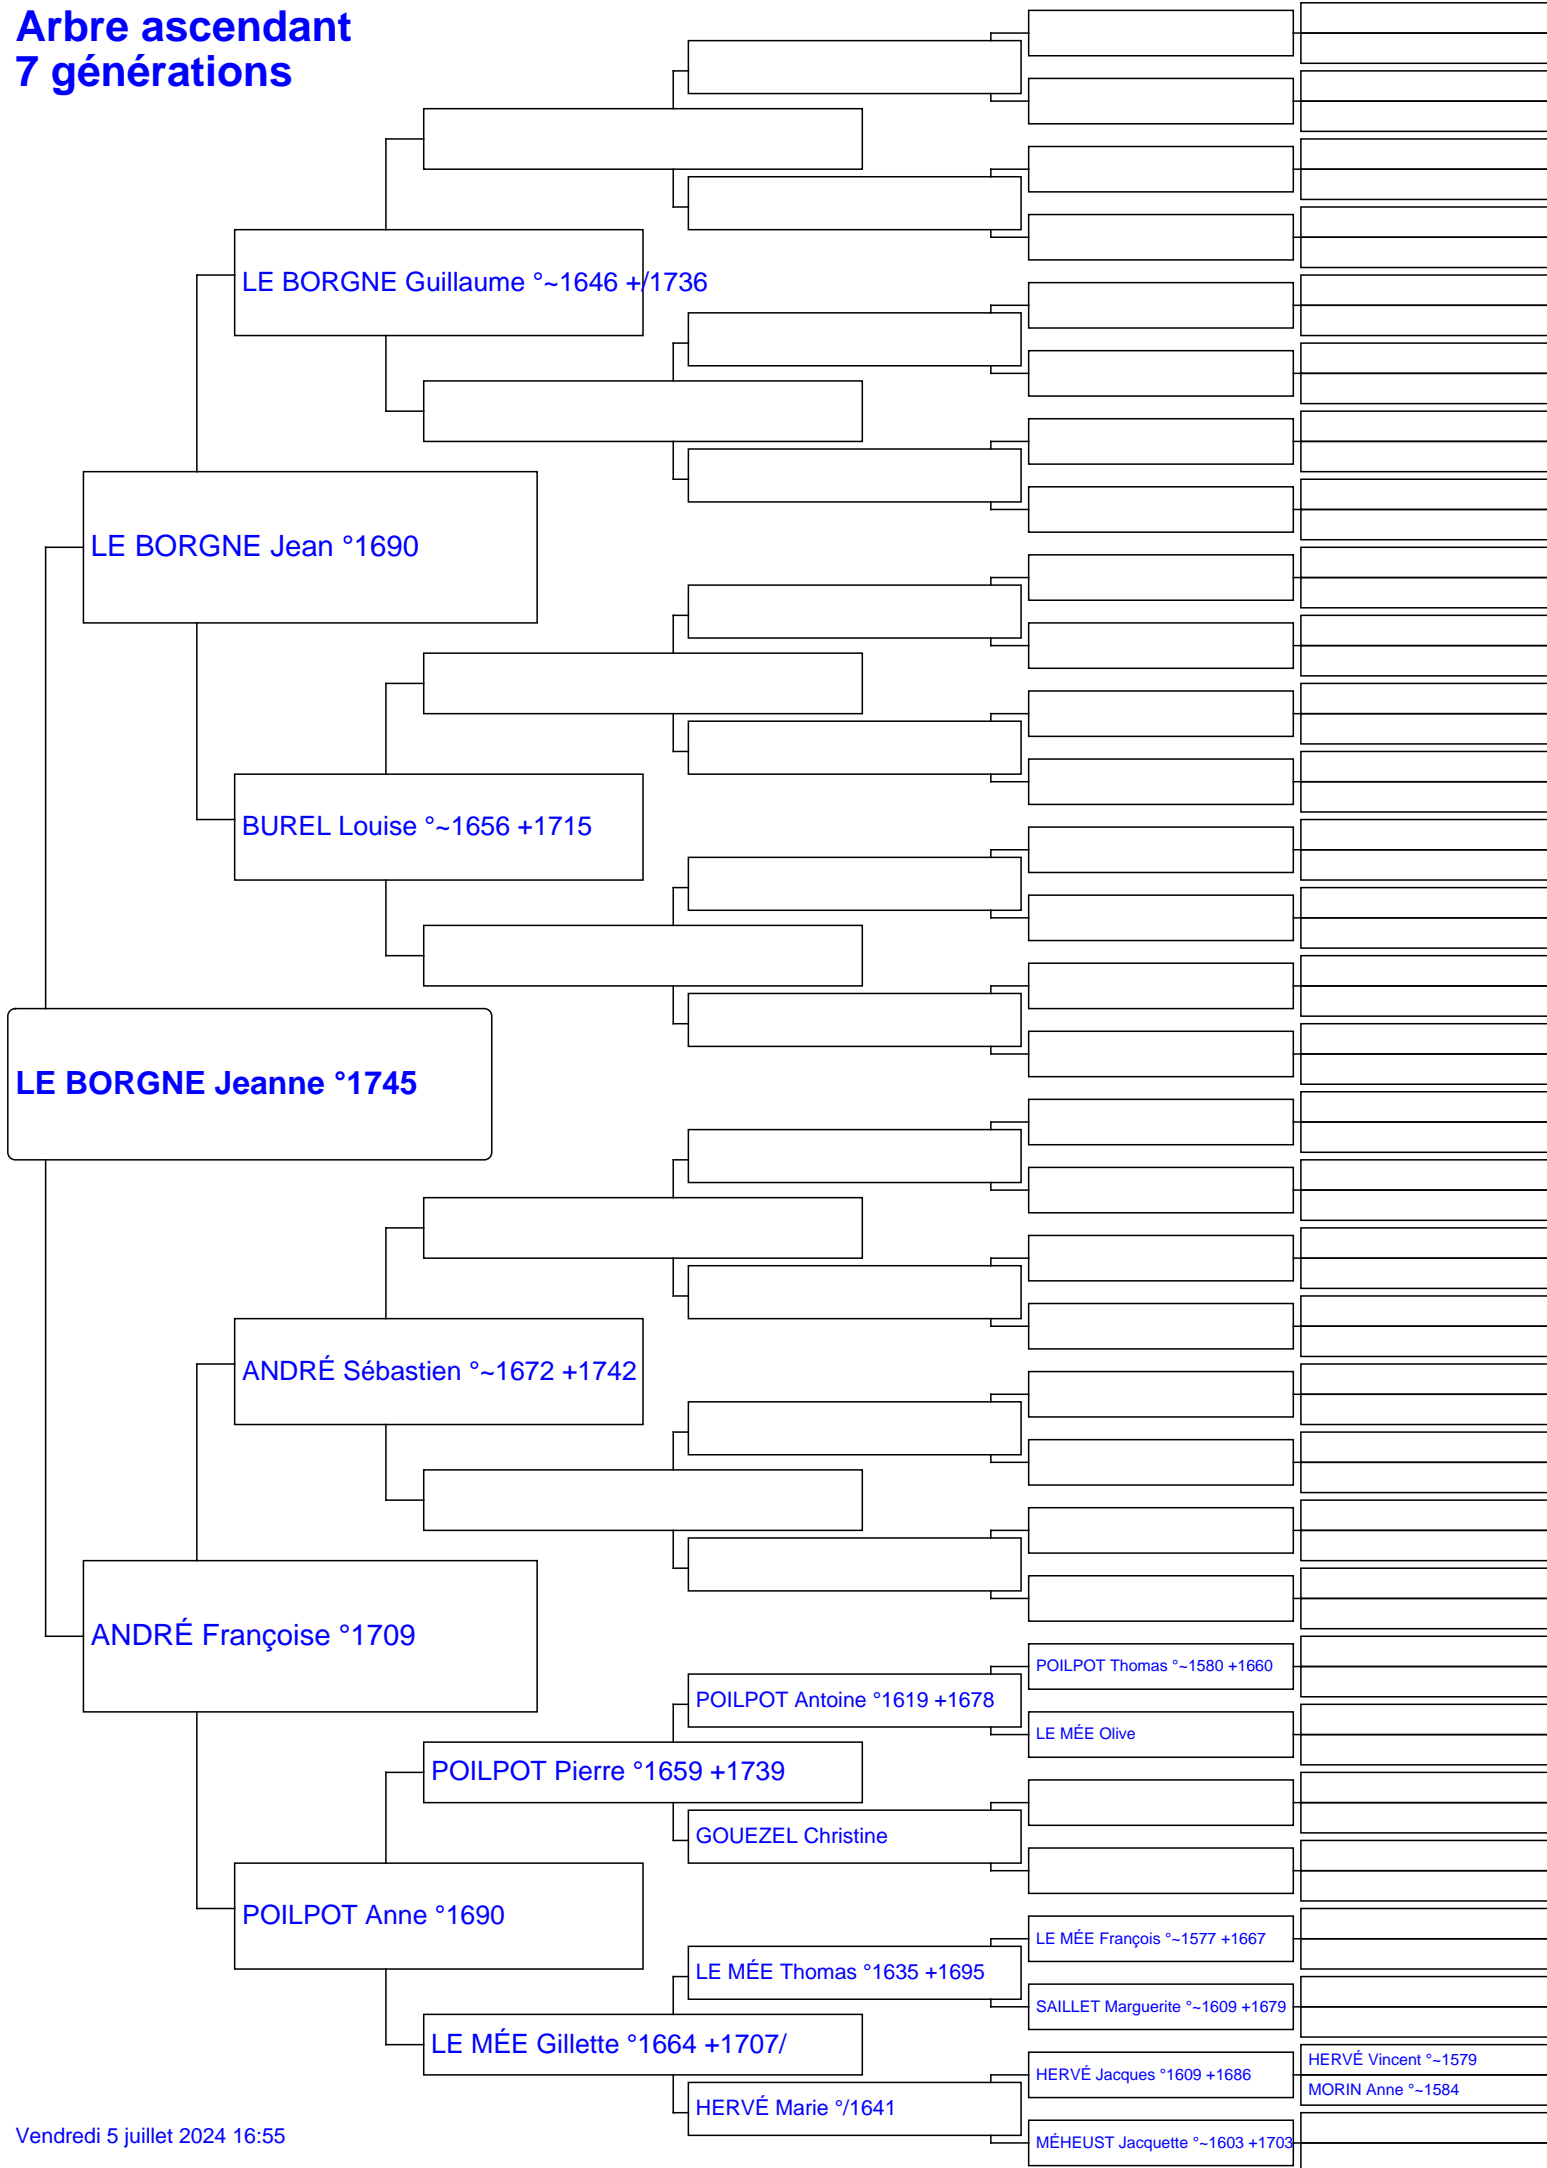 Arbre ascendant
7 générations
LE BORGNE Guillaume °~1646 +/1736
LE BORGNE Jean °1690
BUREL Louise °~1656 +1715
LE BORGNE Jeanne °1745
ANDRÉ Sébastien °~1672 +1742
ANDRÉ Françoise °1709
POILPOT Thomas °~1580 +1660
POILPOT Antoine °1619 +1678
LE MÉE Olive
POILPOT Pierre °1659 +1739
GOUEZEL Christine
POILPOT Anne °1690
LE MÉE François °~1577 +1667
LE MÉE Thomas °1635 +1695
SAILLET Marguerite °~1609 +1679
LE MÉE Gillette °1664 +1707/
HERVÉ Vincent °~1579
HERVÉ Jacques °1609 +1686
MORIN Anne °~1584
HERVÉ Marie °/1641
MÉHEUST Jacquette °~1603 +1703
Vendredi 5 juillet 2024 16:55